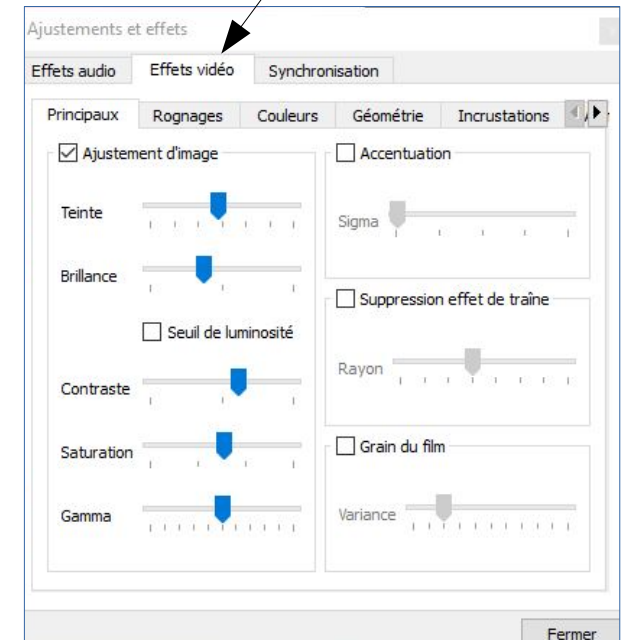 Ajustements et effets
Effets audio Effets vidéo Synchronisation
Principaux Rognages Couleurs Géométrie Incrustations
Ajustement d'image
Teinte
Brillance
Seuil de luminosité
Contraste
Saturation
Gamma
Accentuation
Sigma
Suppression effet de traîne
Rayon
Grain du film
Variance
Fermer